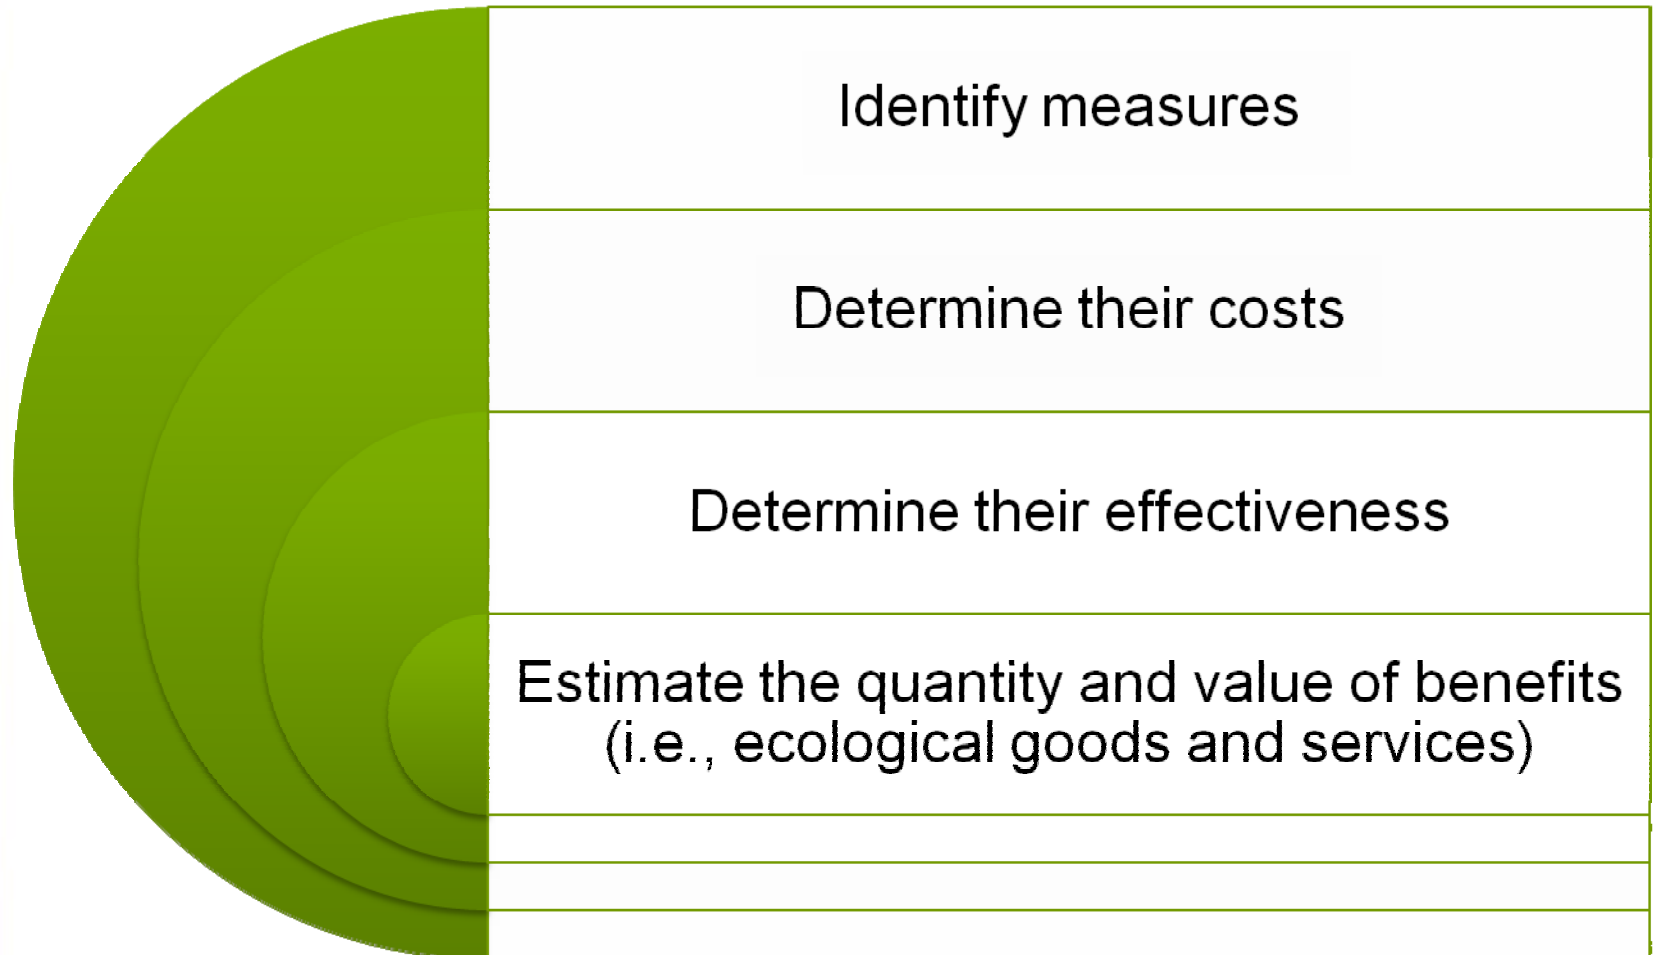 Identify measures
Determine their costs
Determine their effectiveness
Estimate the quantity and value of benefits
(i.e., ecological goods and services)